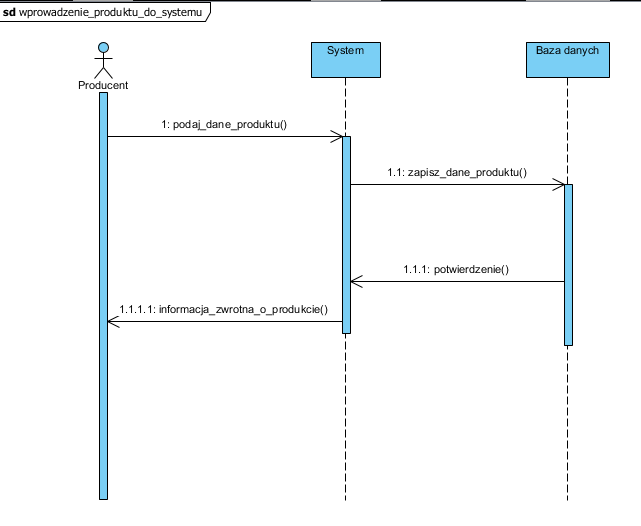 sd wprowadzenie_produktu_do_systemu
Producent
System
Baza danych
1: podaj_dane_produktu()
1.1: zapisz_dane_produktu()
1.1.1: potwierdzenie()
1.1.1.1: informacja_zwrotna_o_produkcie()